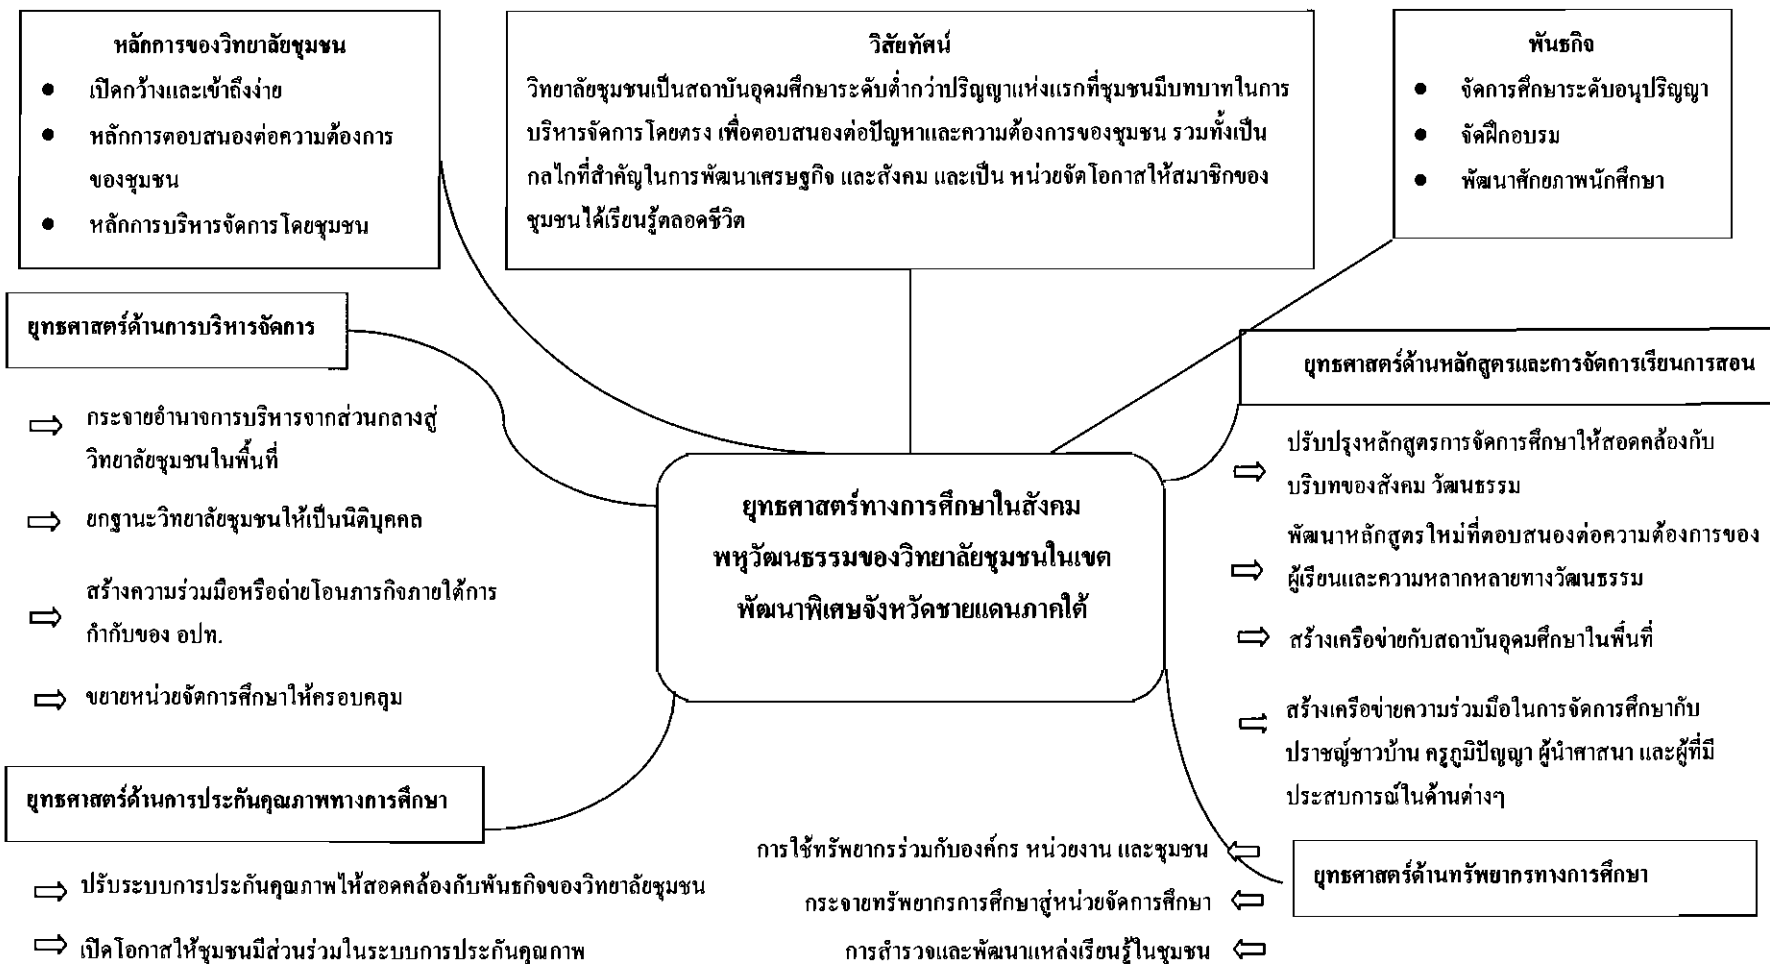 หลักการของวิทยาลัยชุมชน
● เปิดกว้างและเข้าถึงง่าย
● หลักการตอบสนองต่อความต้องการ
ของชุมชน
● หลักการบริหารจัดการโดยชุมชน
วิสัยทัศน์
วิทยาลัยชุมชนเป็นสถาบันอุดมศึกษาระดับต่ำกว่าปริญญาแห่งแรกที่ชุมชนมีบทบาทในการ
บริหารจัดการโดยตรง เพื่อตอบสนองต่อปัญหาและความต้องการของชุมชน รวมทั้งเป็น
กลไกที่สำคัญในการพัฒนาเศรษฐกิจ และสังคม และเป็น หน่วยจัดโอกาสให้สมาชิกของ
ชุมชนได้เรียนรู้ตลอดชีวิต
พันธกิจ
● จัดการศึกษาระดับอนุปริญญา
● จัดฝึกอบรม
● พัฒนาศักยภาพนักศึกษา
ยุทธศาสตร์ด้านการบริหารจัดการ
กระจายอำนาจการบริหารจากส่วนกลางสู่
วิทยาลัยชุมชนในพื้นที่
ยกฐานะวิทยาลัยชุมชนให้เป็นนิติบุคคล
สร้างความร่วมมือหรือถ่ายโอนภารกิจภายใต้การ
กำกับของ อปท.
ขยายหน่วยจัดการศึกษาให้ครอบคลุม
ยุทธศาสตร์ทางการศึกษาในสังคม
พหุวัฒนธรรมของวิทยาลัยชุมชนในเขต
พัฒนาพิเศษจังหวัดชายแดนภาคใต้
ยุทธศาสตร์ด้านหลักสูตรและการจัดการเรียนการสอน
ปรับปรุงหลักสูตรการจัดการศึกษาให้สอดคล้องกับ
บริบทของสังคม วัฒนธรรม
พัฒนาหลักสูตรใหม่ที่ตอบสนองต่อความต้องการของ
ผู้เรียนและความหลากหลายทางวัฒนธรรม
สร้างเครือข่ายกับสถาบันอุดมศึกษาในพื้นที่
สร้างเครือข่ายความร่วมมือในการจัดการศึกษากับ
ปราชญ์ชาวบ้าน ครูภูมิปัญญา ผู้นำศาสนา และผู้ที่มี
ประสบการณ์ในด้านต่างๆ
ยุทธศาสตร์ด้านการประกันคุณภาพทางการศึกษา
ปรับระบบการประกันคุณภาพให้สอดคล้องกับพันธกิจของวิทยาลัยชุมชน
เปิดโอกาสให้ชุมชนมีส่วนร่วมในระบบการประกันคุณภาพ
ยุทธศาสตร์ด้านทรัพยากรทางการศึกษา
การใช้ทรัพยากรร่วมกับองค์กร หน่วยงาน และชุมชน
กระจายทรัพยากรการศึกษาสู่หน่วยจัดการศึกษา
การสำรวจและพัฒนาแหล่งเรียนรู้ในชุมชน